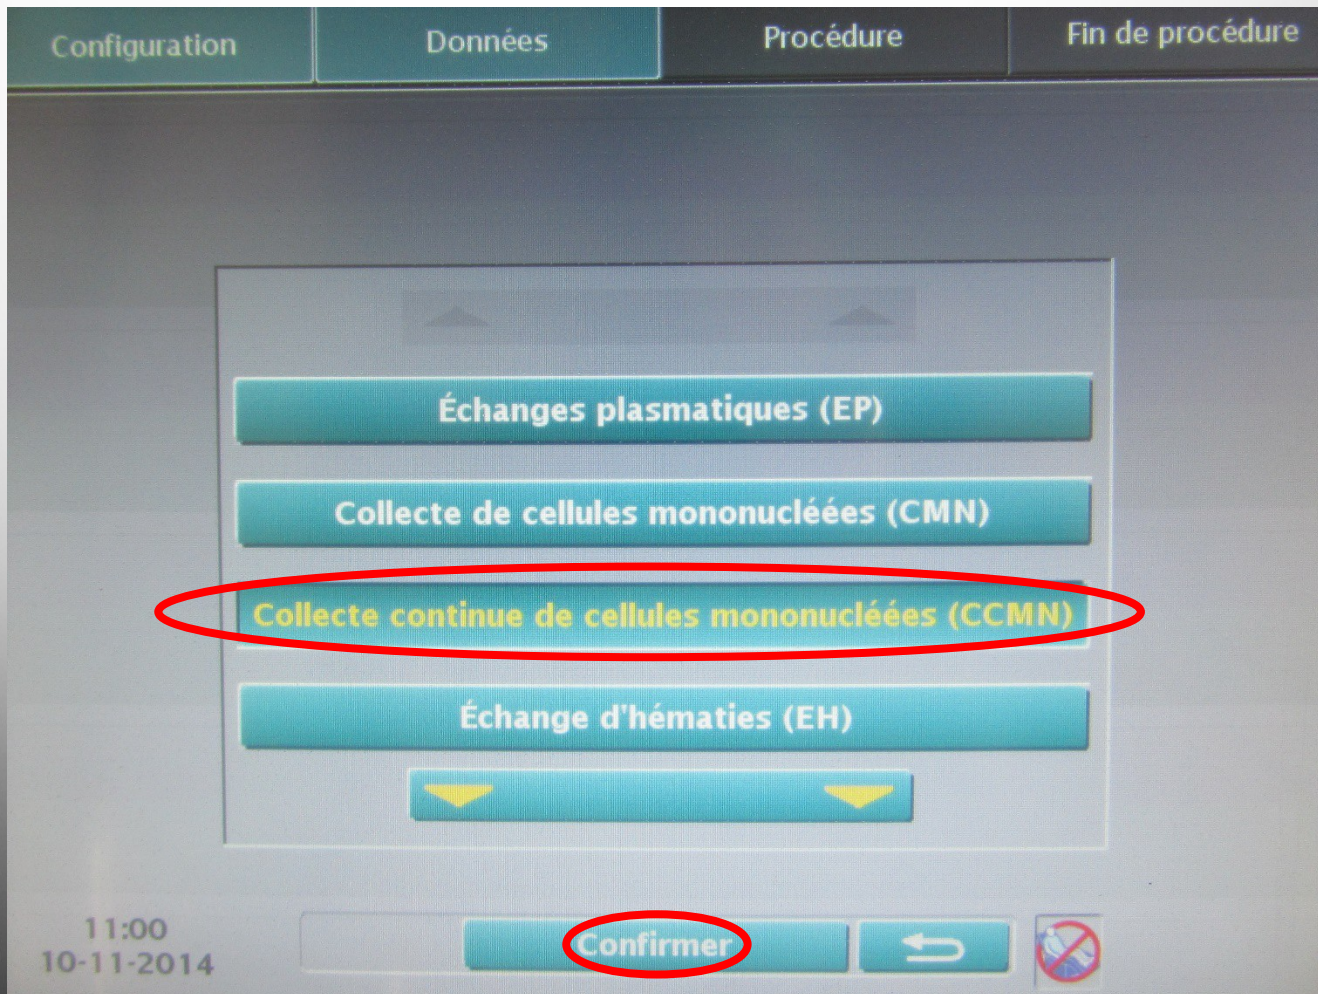 Configuration
Données
Procédure
Fin de procédure
Échanges plasmatiques (EP)
Collecte de cellules mononucléées (CMN)
Collecte continue de cellules mononucléées (CCMN)
Échange d'hématies (EH)
11:00
10-11-2014
Confirmer